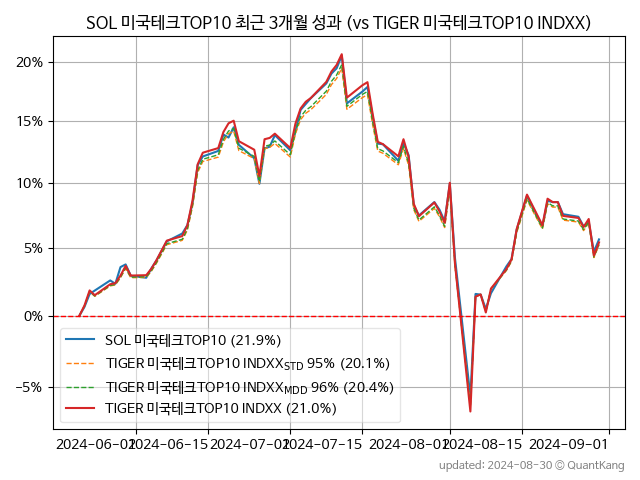 SOL 미국테크TOP10 최근 3개월 성과 (vs TIGER 미국테크TOP10 INDXX)
20%
15%
10%
5%
0%
−5%
SOL 미국테크TOP10 (21.9%)
TIGER 미국테크TOP10 INDXX_STD 95% (20.1%)
TIGER 미국테크TOP10 INDXX_MDD 96% (20.4%)
TIGER 미국테크TOP10 INDXX (21.0%)
2024-06-01 2024-06-15 2024-07-01 2024-07-15 2024-08-01 2024-08-15 2024-09-01
updated: 2024-08-30 © QuantKang